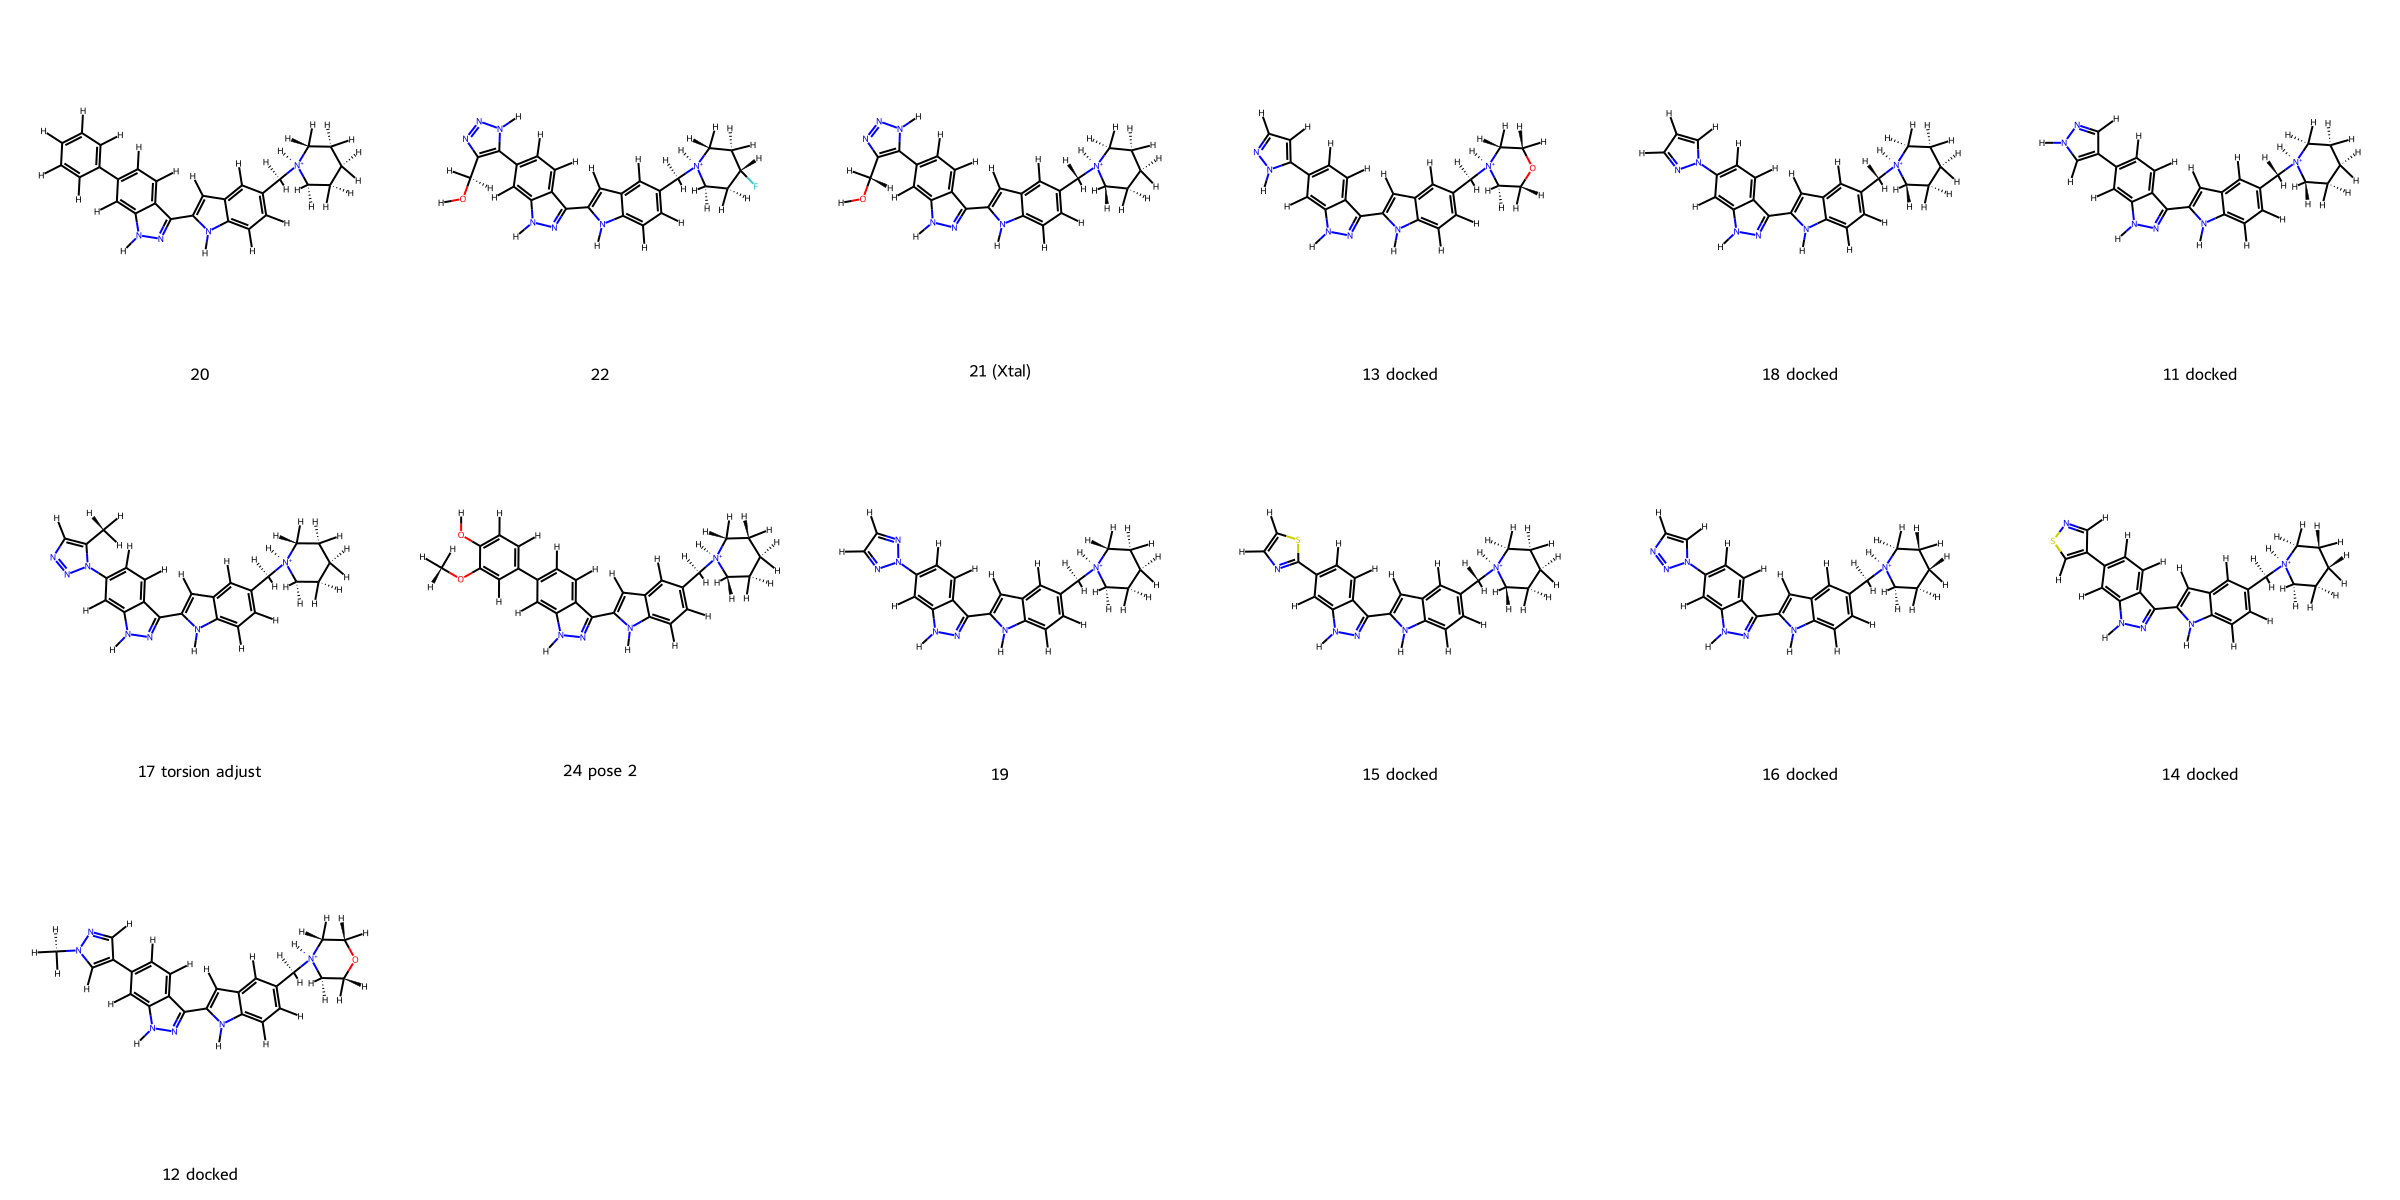 20
22
21 (Xtal)
13 docked
18 docked
11 docked
17 torsion adjust
24 pose 2
19
15 docked
16 docked
14 docked
12 docked